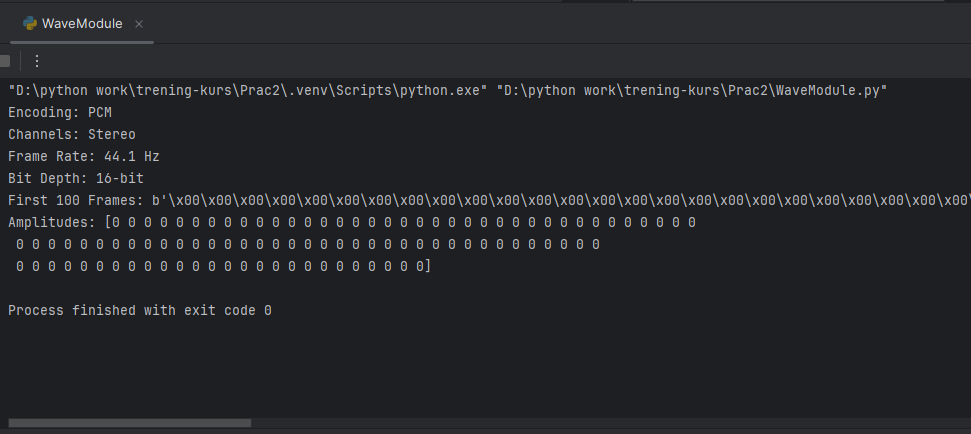 WaveModule
"D:\python work\trening-kurs\Prac2\.venv\Scripts\python.exe" "D:\python work\trening-kurs\Prac2\WaveModule.py"
Encoding: PCM
Channels: Stereo
Frame Rate: 44.1 Hz
Bit Depth: 16-bit
First 100 Frames: b'\x00\x00\x00\x00\x00\x00\x00\x00\x00\x00\x00\x00\x00\x00\x00\x00\x00\x00\x00\x00\x00\x00\x00\x00\x00\
Amplitudes: [0 0 0 0 0 0 0 0 0 0 0 0 0 0 0 0 0 0 0 0 0 0 0 0 0 0 0 0 0 0 0 0 0 0 0 0 0
0 0 0 0 0 0 0 0 0 0 0 0 0 0 0 0 0 0 0 0 0 0 0 0 0 0 0 0 0 0 0 0 0 0 0 0 0
0 0 0 0 0 0 0 0 0 0 0 0 0 0 0 0 0 0 0 0 0 0 0 0 0 0]
Process finished with exit code 0